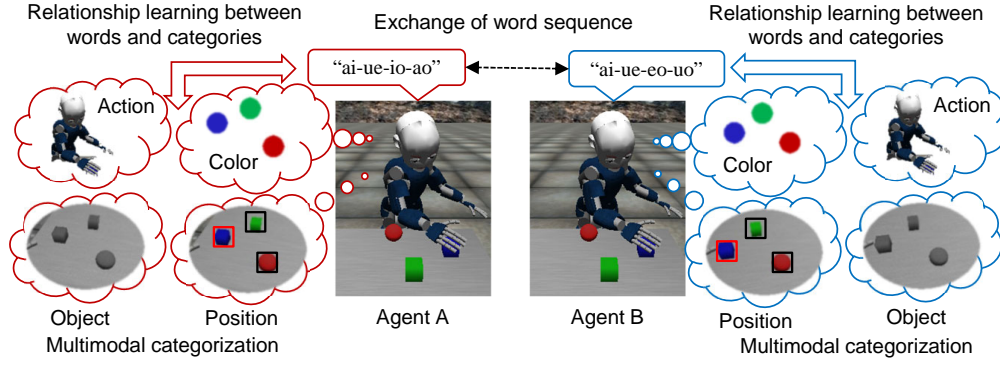 Relationship learning between
words and categories
Exchange of word sequence
Relationship learning between
words and categories
"ai-ue-io-ao"
"ai-ue-eo-uo"
Action
Color
Color
Action
Object
Position
Agent A
Agent B
Position
Object
Multimodal categorization
Multimodal categorization